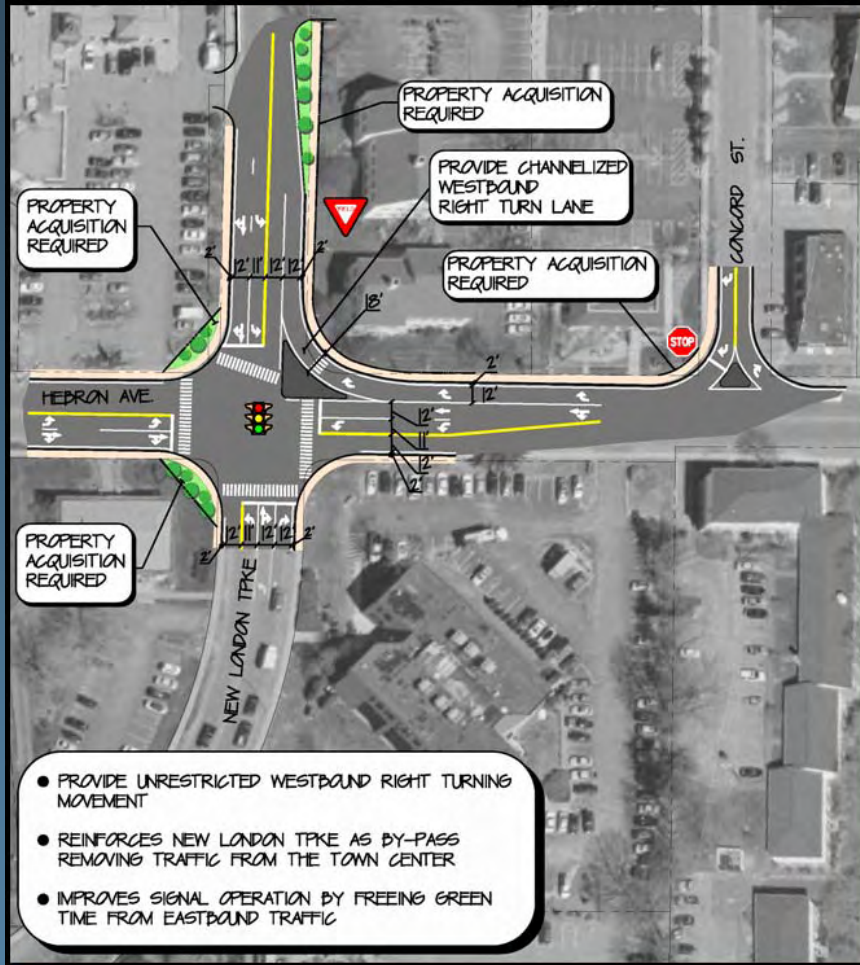 PROPERTY ACQUISITION
REQUIRED
PROVIDE CHANNELIZED
WESTBOUND
RIGHT TURN LANE
CONCORD ST.
PROPERTY
ACQUISITION
REQUIRED
2'
12'
11'
12'
12'
2'
18'
PROPERTY ACQUISITION
REQUIRED
STOP
HEBRON AVE.
2'
12'
12'
11'
12'
2'
PROPERTY
ACQUISITION
REQUIRED
2'
12'
11'
12'
12'
2'
NEW LONDON TPKE
● PROVIDE UNRESTRICTED WESTBOUND RIGHT TURNING
MOVEMENT
● REINFORCES NEW LONDON TPKE AS BY-PASS
REMOVING TRAFFIC FROM THE TOWN CENTER
● IMPROVES SIGNAL OPERATION BY FREEING GREEN
TIME FROM EASTBOUND TRAFFIC